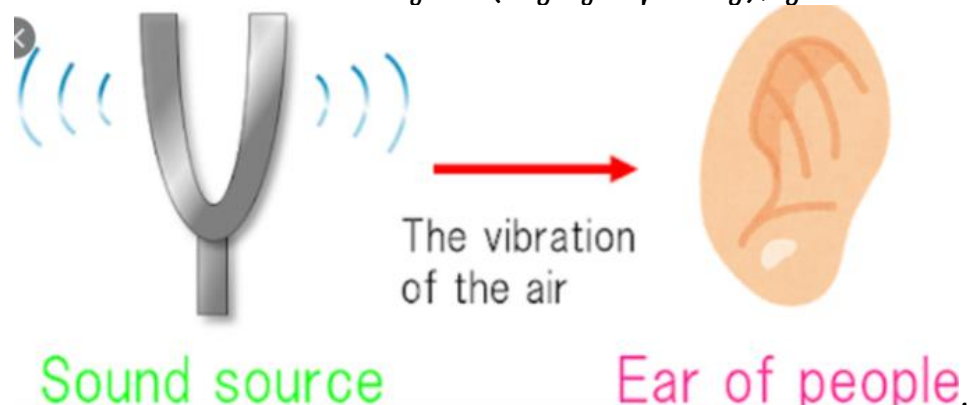 The vibration
of the air
Sound source
Ear of people.